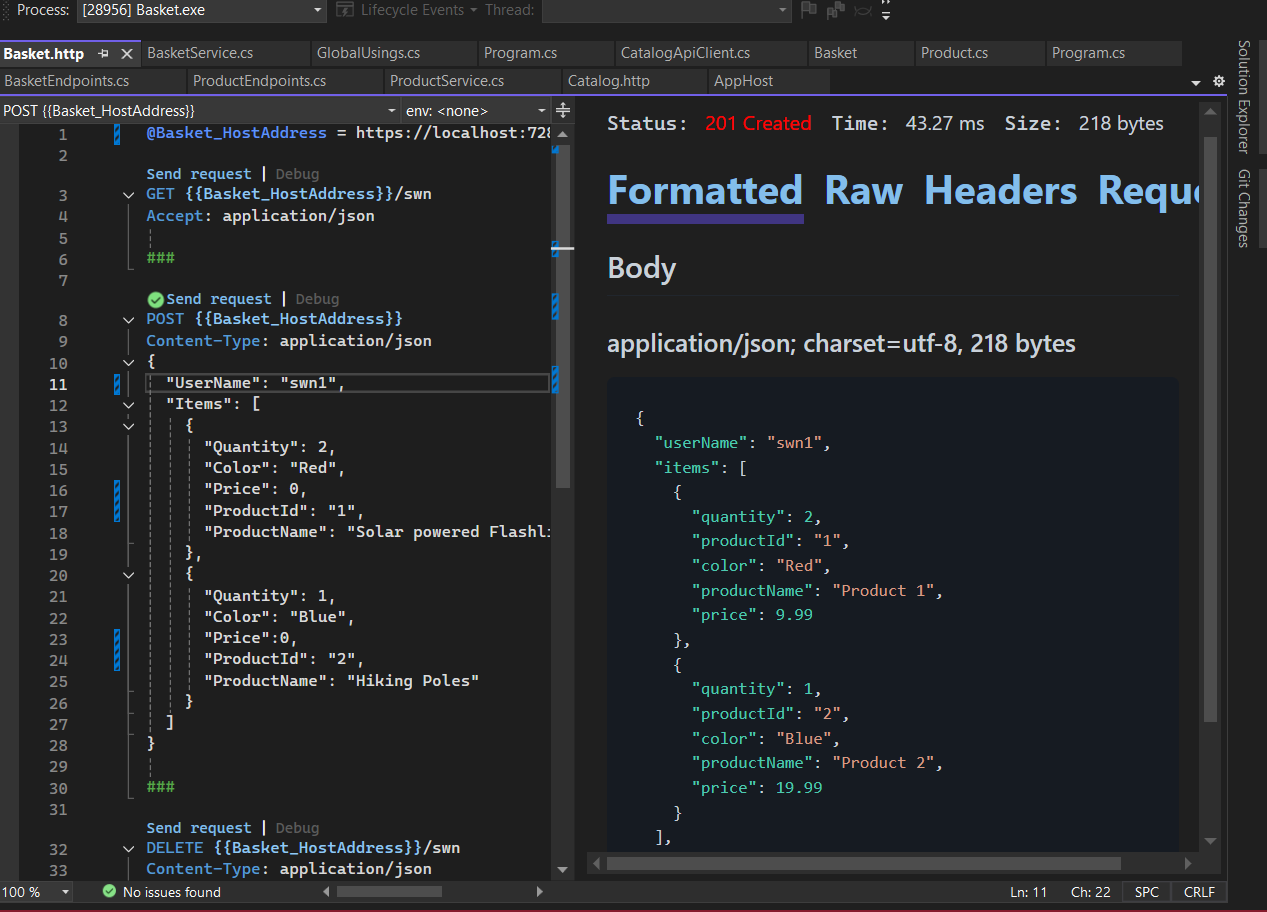 Process: [28956] Basket.exe Lifecycle Events Thread:
Basket.http BasketService.cs GlobalUsings.cs Program.cs CatalogApiClient.cs Basket Product.cs Program.cs
BasketEndpoints.cs ProductEndpoints.cs ProductService.cs Catalog.http AppHost
Solution Explorer
Git Changes
POST {{Basket_HostAddress}} env: <none>
1 @Basket_HostAddress = https://localhost:728
2
Send request | Debug
3 GET {{Basket_HostAddress}}/swn
4 Accept: application/json
5
6 ###
7
Send request | Debug
8 POST {{Basket_HostAddress}}
9 Content-Type: application/json
10 {
11 "UserName": "swn1",
12 "Items": [
13 {
14 "Quantity": 2,
15 "Color": "Red",
16 "Price": 0,
17 "ProductId": "1",
18 "ProductName": "Solar powered Flashli
19 },
20 {
21 "Quantity": 1,
22 "Color": "Blue",
23 "Price":0,
24 "ProductId": "2",
25 "ProductName": "Hiking Poles"
26 }
27 ]
28 }
29
30 ###
31
Send request | Debug
32 DELETE {{Basket_HostAddress}}/swn
33 Content-Type: application/json
Status: 201 Created Time: 43.27 ms Size: 218 bytes
Formatted Raw Headers Reque
Body
application/json; charset=utf-8, 218 bytes
{
"userName": "swn1",
"items": [
{
"quantity": 2,
"productId": "1",
"color": "Red",
"productName": "Product 1",
"price": 9.99
},
{
"quantity": 1,
"productId": "2",
"color": "Blue",
"productName": "Product 2",
"price": 19.99
}
],
100 % No issues found Ln: 11 Ch: 22 SPC CRLF